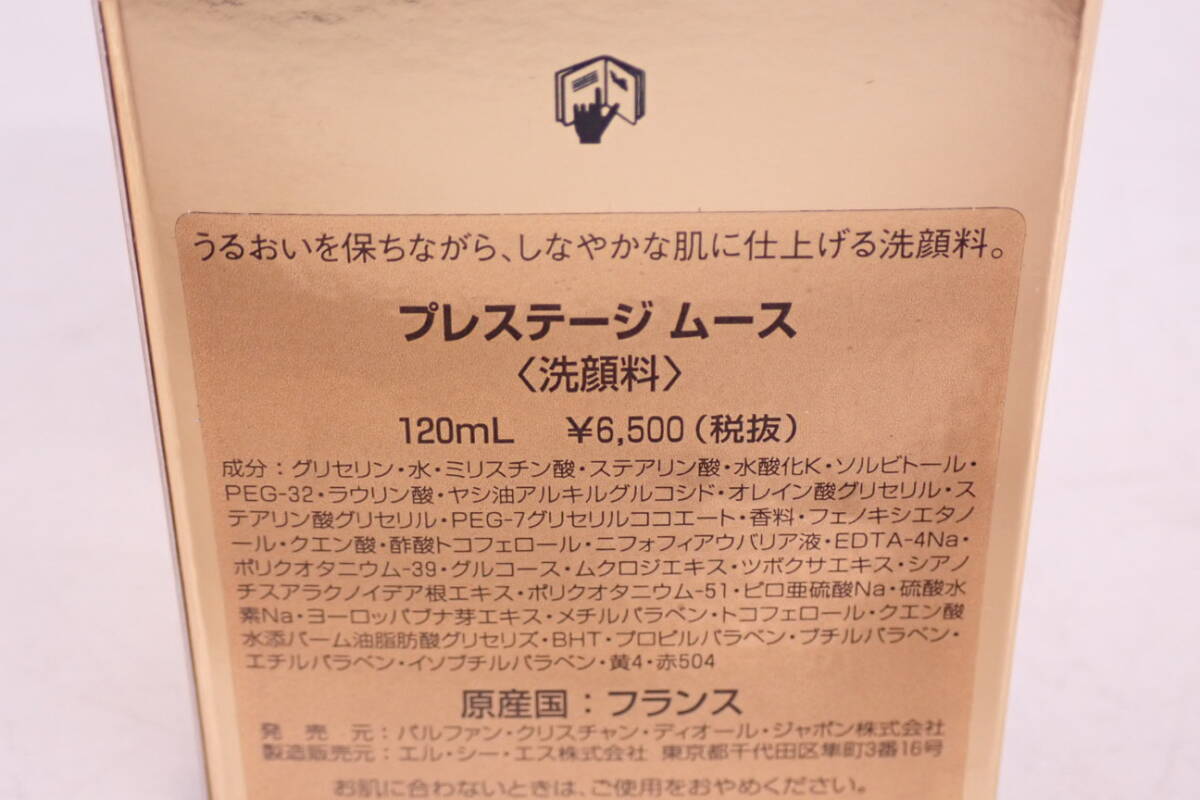 うるおいを保ちながら、しなやかな肌に仕上げる洗顔料。
プレステージ ムース
〈洗顔料〉
120mL ¥6,500(税抜)
成分：グリセリン・水・ミリスチン酸・ステアリン酸・水酸化K・ソルビトール・
PEG-32・ラウリン酸・ヤシ油アルキルグルコシド・オレイン酸グリセリル・ス
テアリン酸グリセリル・PEG-7グリセリルココエート・香料・フェノキシエタノ
ール・クエン酸・酢酸トコフェロール・ニフォフィアウバリア液・EDTA-4Na・
ポリクオタニウム-39・グルコース・ムクロジエキス・ツボクサエキス・シアノ
チスアラクノイデア根エキス・ポリクオタニウム-51・ピロ亜硫酸Na・硫酸水
素Na・ヨーロッパブナ芽エキス・メチルパラベン・トコフェロール・クエン酸
水添パーム油脂肪酸グリセリズ・BHT・プロピルパラベン・ブチルパラベン・
エチルパラベン・イソブチルパラベン・黄4・赤504
原産国：フランス
発売元：パルファン・クリスチャン・ディオール・ジャポン株式会社
製造販売元：エル・シー・エス株式会社 東京都千代田区隼町3番16号
お肌に合わないときは、ご使用をおやめください。